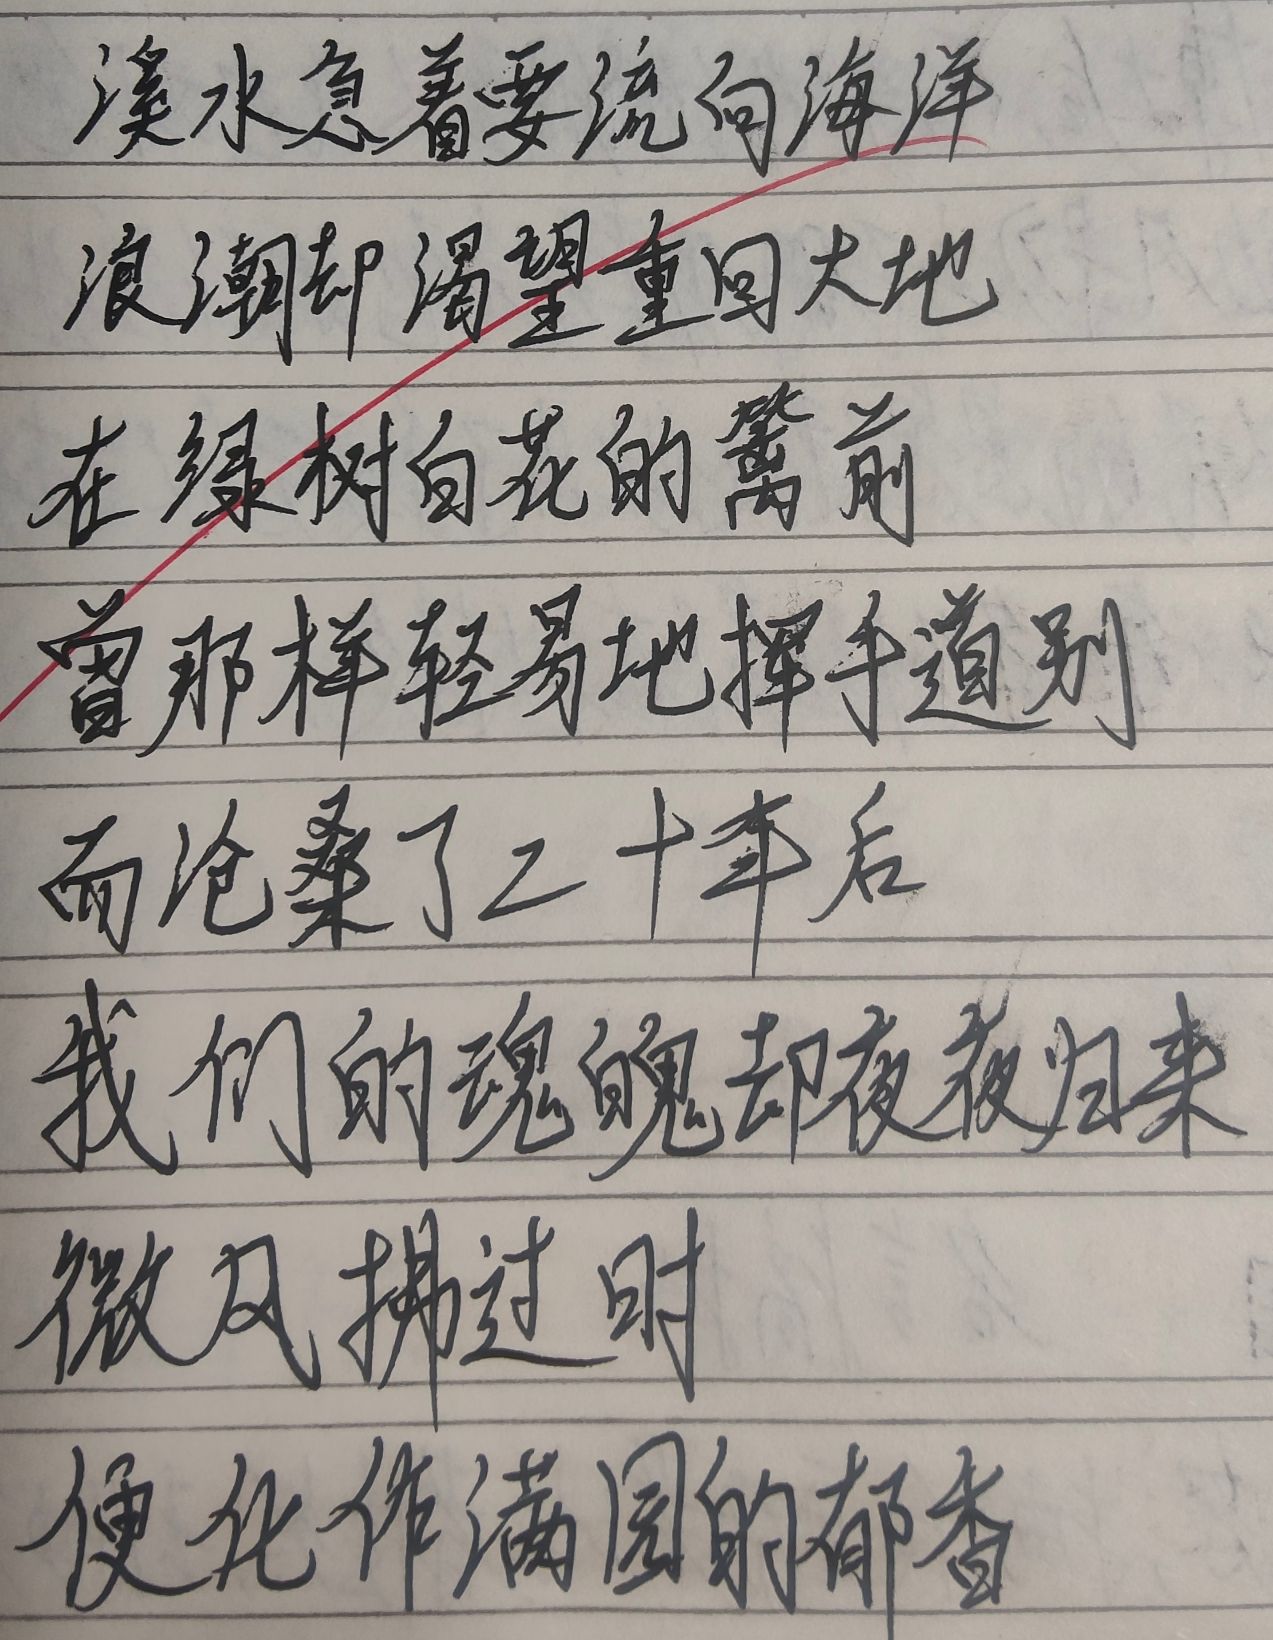 溪水急着要流向海洋
浪潮却渴望重回大地
在绿树白花的篱前
曾那样轻易地挥手道别
而沧桑了二十年后
我们的魂魄却夜夜归来
微风拂过时
便化作满园的郁香